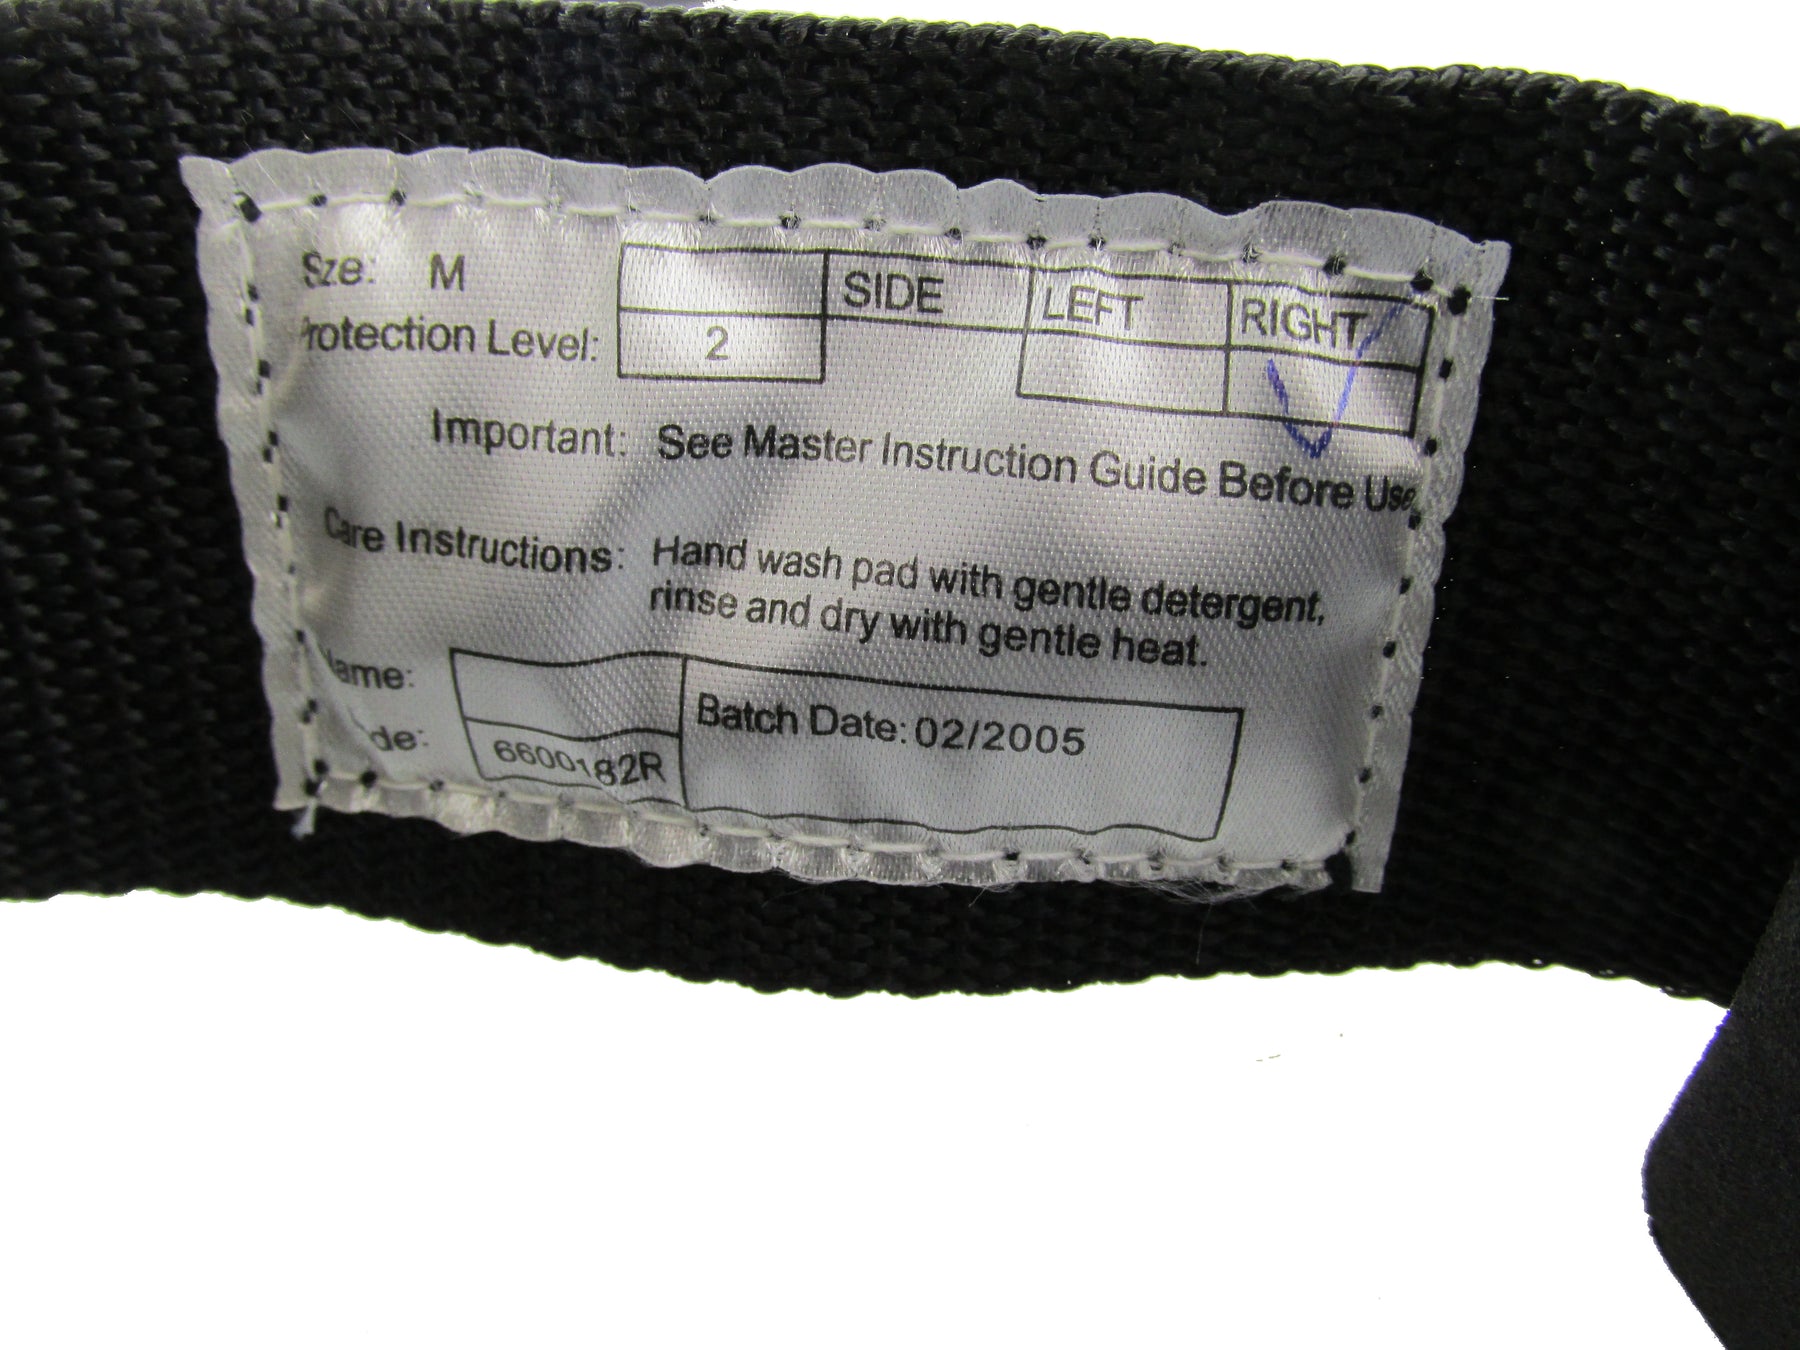 Size: M SIDE LEFT RIGHT
Protection Level: 2
Important: See Master Instruction Guide Before Use
Care Instructions: Hand wash pad with gentle detergent,
rinse and dry with gentle heat.
Name:
Code: 6600182R Batch Date: 02/2005